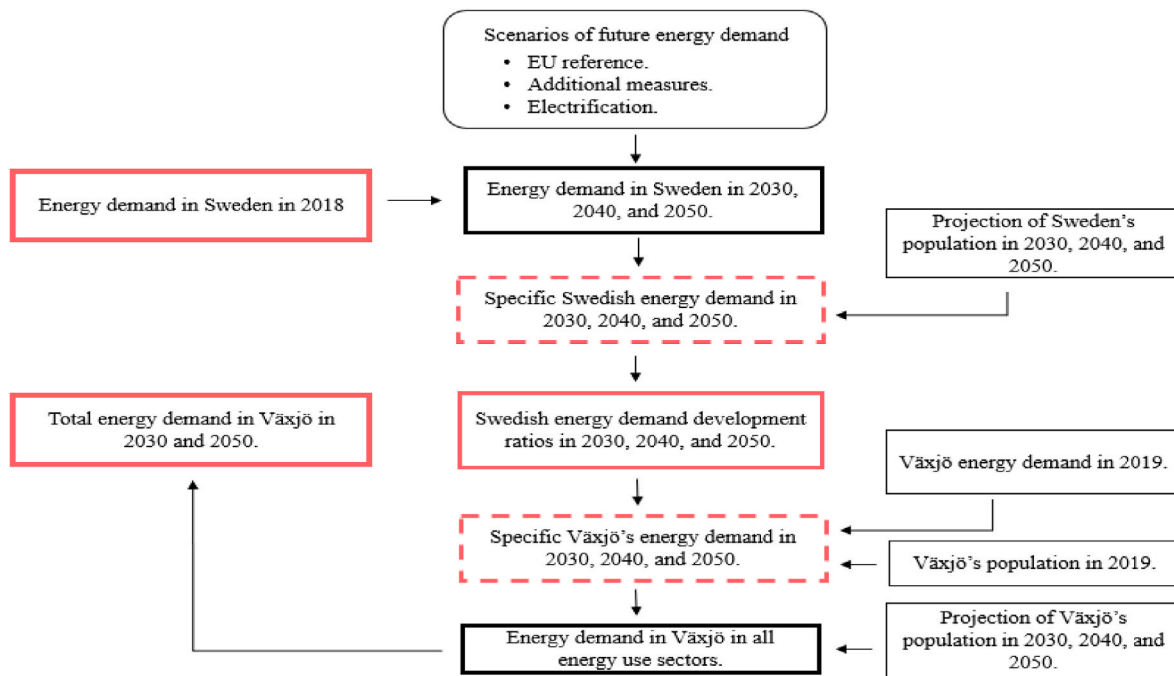 Scenarios of future energy demand
• EU reference.
• Additional measures.
• Electrification.
Energy demand in Sweden in 2018
Energy demand in Sweden in 2030,
2040, and 2050.
Projection of Sweden's
population in 2030, 2040, and
2050.
Specific Swedish energy demand in
2030, 2040, and 2050.
Total energy demand in Växjö in
2030 and 2050.
Swedish energy demand development
ratios in 2030, 2040, and 2050.
Växjö energy demand in 2019.
Specific Växjö's energy demand in
2030, 2040, and 2050.
Växjö's population in 2019.
Energy demand in Växjö in all
energy use sectors.
Projection of Växjö's
population in 2030, 2040, and
2050.